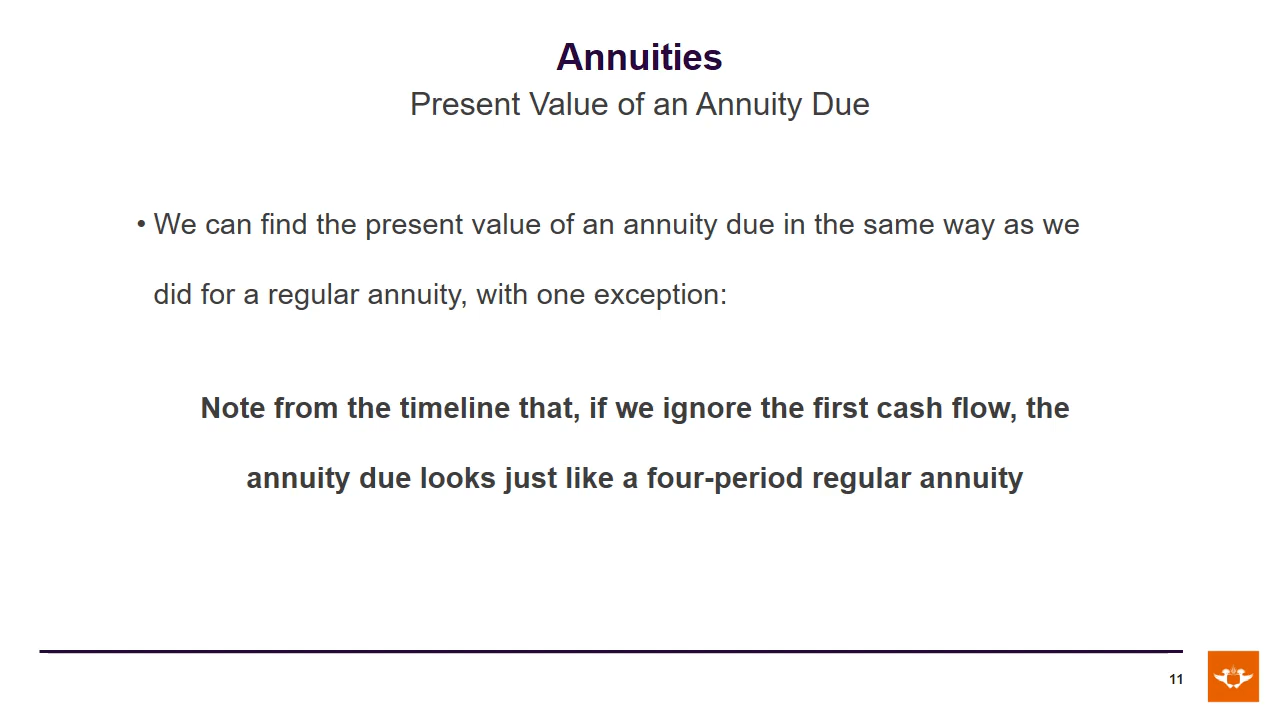 Annuities
Present Value of an Annuity Due
• We can find the present value of an annuity due in the same way as we
did for a regular annuity, with one exception:
Note from the timeline that, if we ignore the first cash flow, the
annuity due looks just like a four-period regular annuity
11